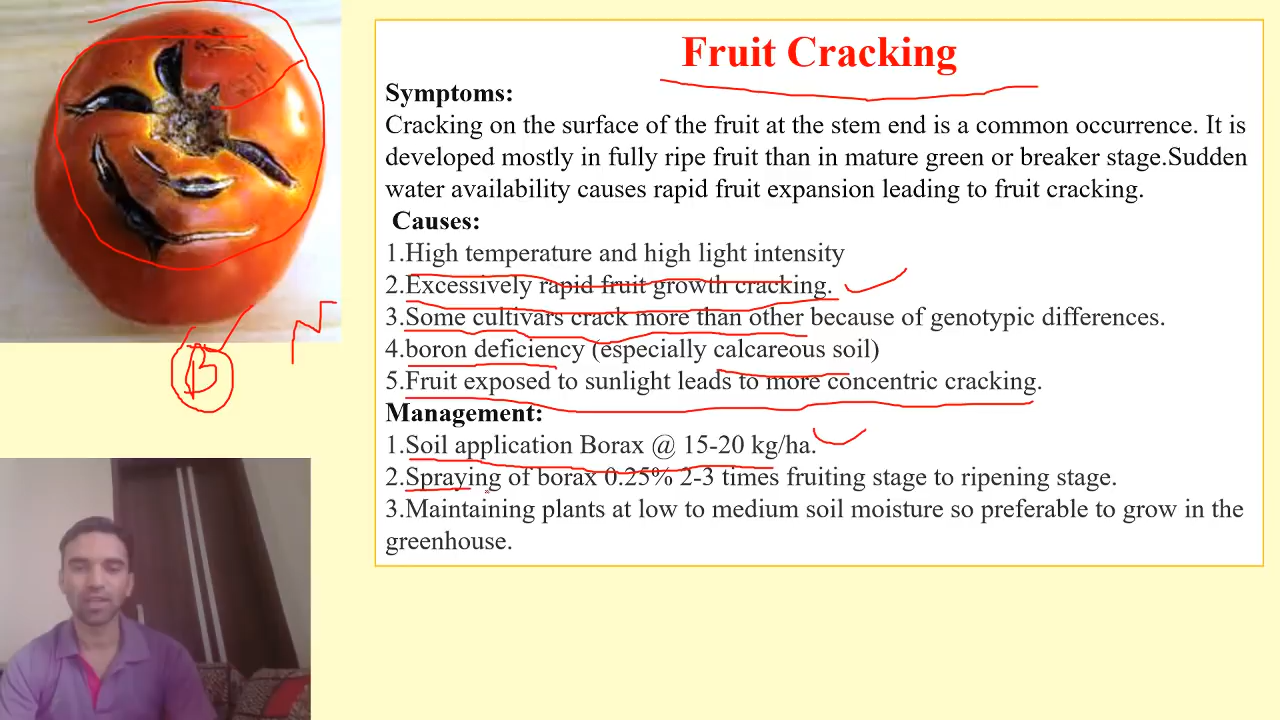 Fruit Cracking
Symptoms:
Cracking on the surface of the fruit at the stem end is a common occurrence. It is
developed mostly in fully ripe fruit than in mature green or breaker stage.Sudden
water availability causes rapid fruit expansion leading to fruit cracking.
Causes:
1.High temperature and high light intensity
2.Excessively rapid fruit growth cracking.
3.Some cultivars crack more than other because of genotypic differences.
4.boron deficiency (especially calcareous soil)
5.Fruit exposed to sunlight leads to more concentric cracking.
Management:
1.Soil application Borax @ 15-20 kg/ha.
2.Spraying of borax 0.25% 2-3 times fruiting stage to ripening stage.
3.Maintaining plants at low to medium soil moisture so preferable to grow in the
greenhouse.
N
B